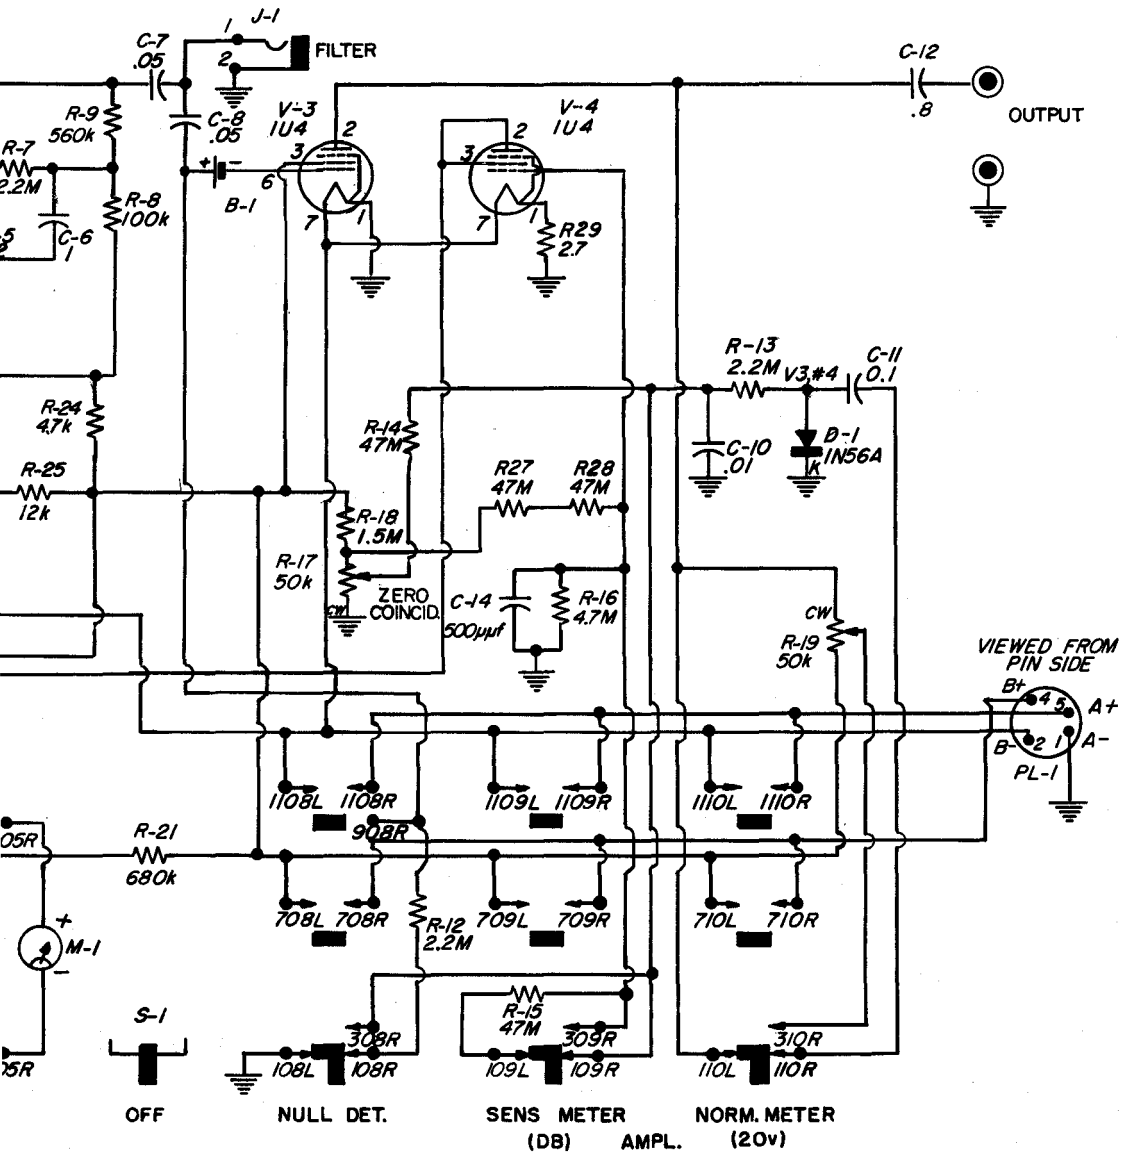 J-1
1
2
FILTER
C-7
.05
C-12
.8
OUTPUT
R-9
560k
C-8
.05
V-3
1U4
V-4
1U4
2
3
6
7
1
2
3
7
1
R-7
2.2M
B-1
+ -
R-8
100k
C-6
1
R29
2.7
R-13
2.2M
V3,#4
C-11
0.1
R-24
4.7k
R-14
47M
C-10
.01
D-1
1N56A
K
R-25
12k
R27
47M
R28
47M
R-18
1.5M
R-17
50k
CW
ZERO
COINCID.
C-14
500µµf
R-16
4.7M
CW
R-19
50k
VIEWED FROM
PIN SIDE
B+
4
5
A+
B-
2
1
A-
PL-1
1108L 1108R
1109L 1109R
1110L 1110R
05R
R-21
680k
908R
708L 708R
709L 709R
710L 710R
R-12
2.2M
+
M-1
-
S-1
R-15
47M
308R
309R
310R
108L 108R
109L 109R
110L 110R
OFF
NULL DET.
SENS METER
(DB)
AMPL.
NORM. METER
(20v)